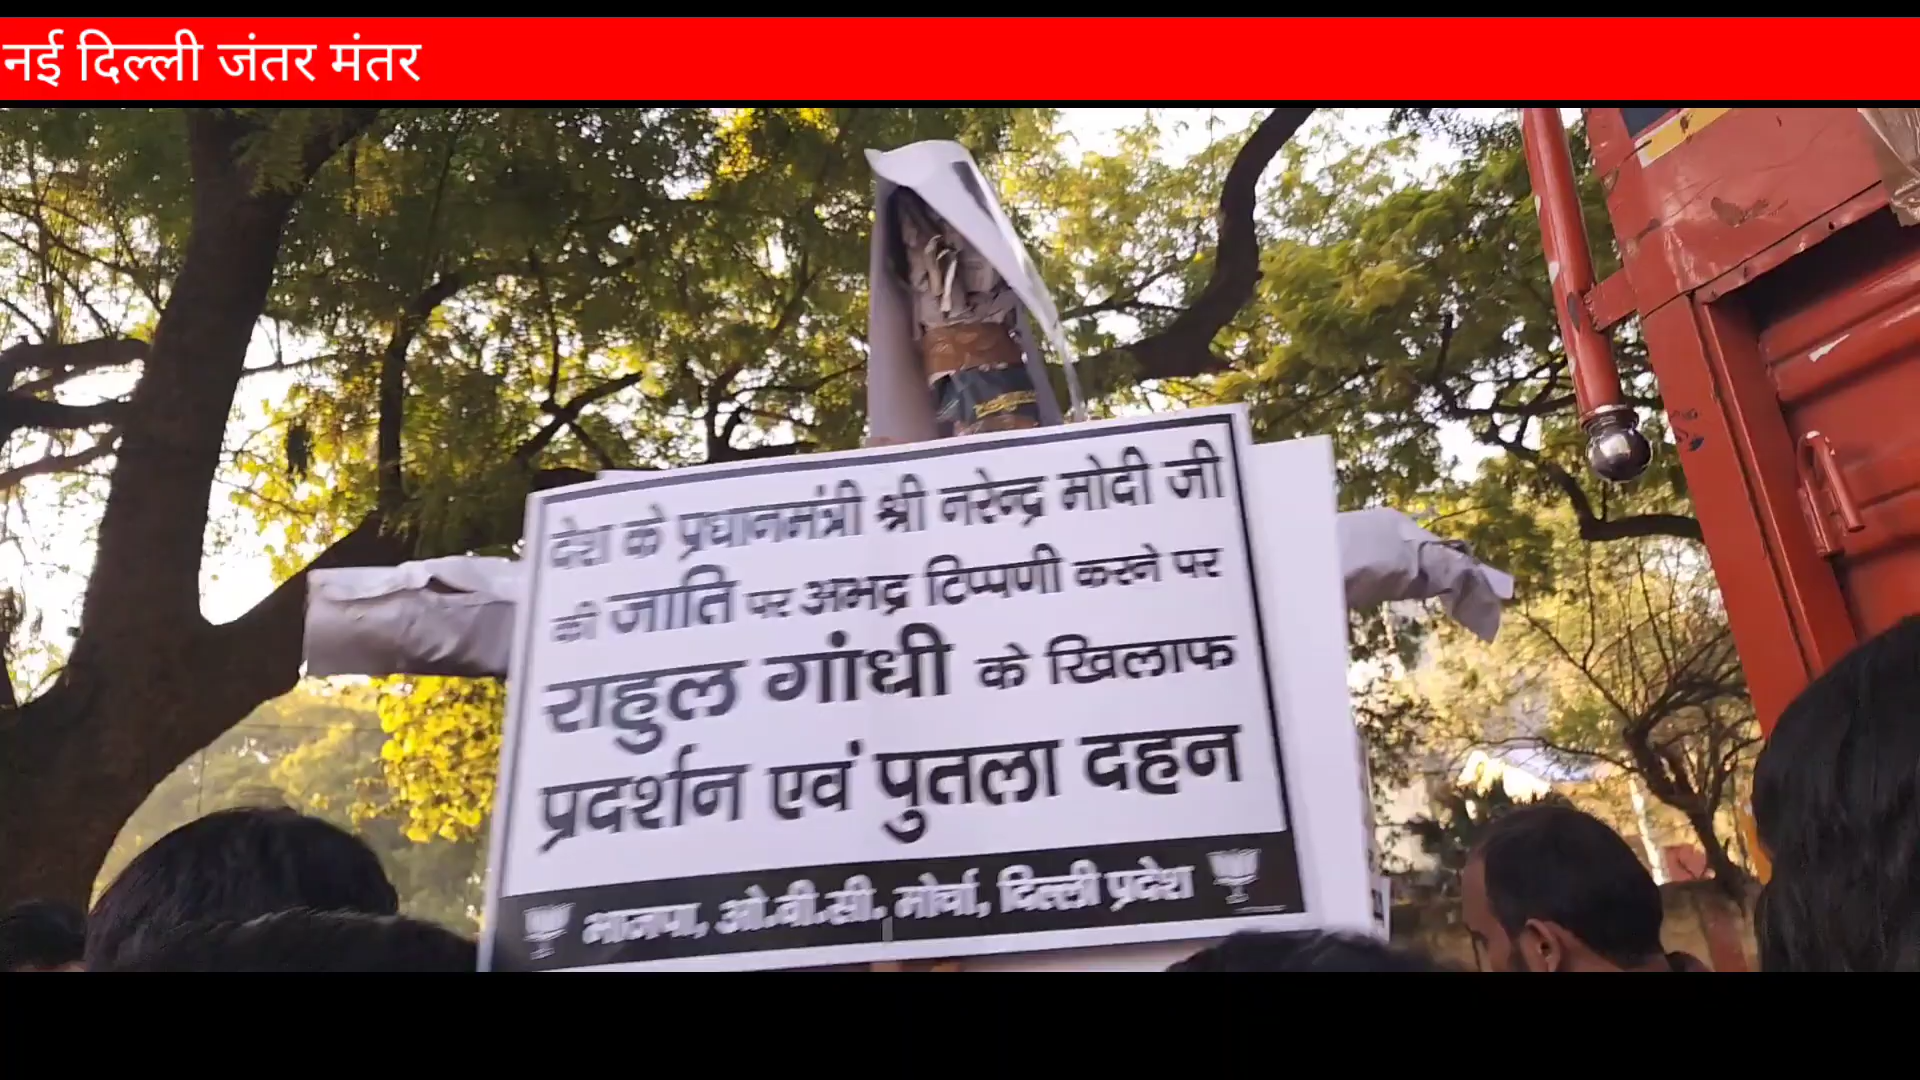 नई दिल्ली जंतर मंतर
देश के प्रधानमंत्री श्री नरेन्द्र मोदी जी
की जाति पर अभद्र टिप्पणी करने पर
राहुल गांधी के खिलाफ
प्रदर्शन एवं पुतला दहन
भाजपा, ओ.बी.सी. मोर्चा, दिल्ली प्रदेश